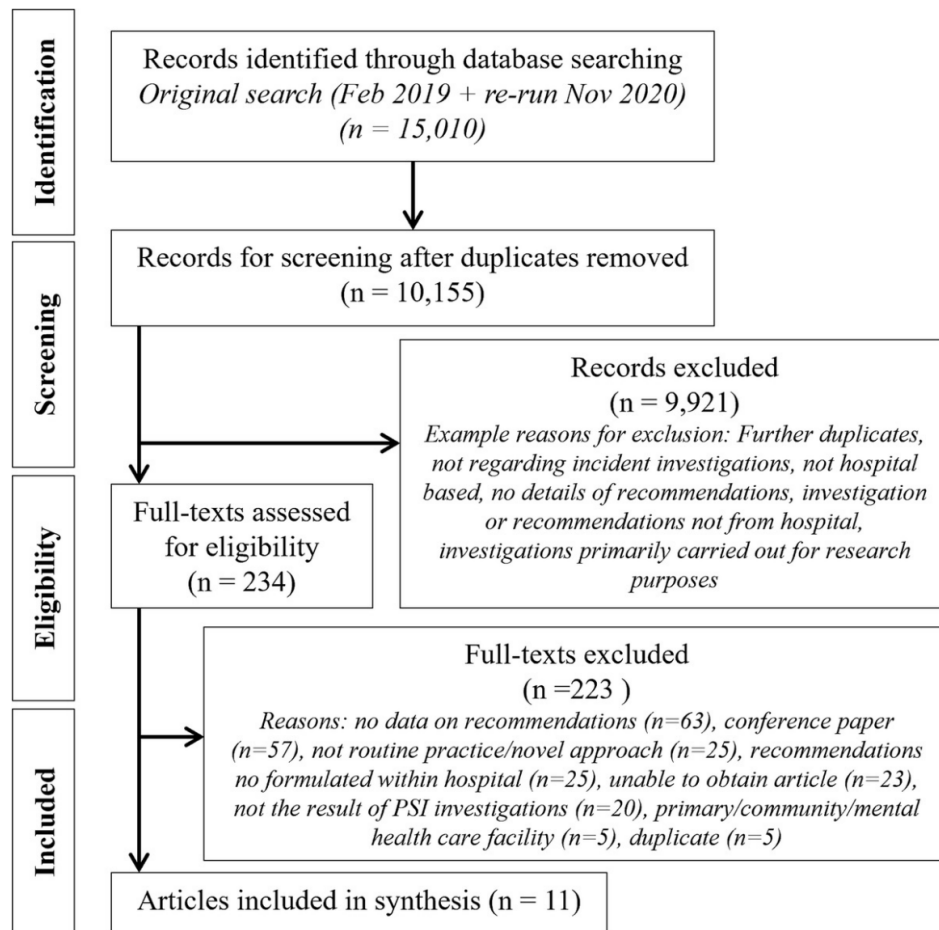 Identification
Records identified through database searching
Original search (Feb 2019 + re-run Nov 2020)
(n = 15,010)
Screening
Records for screening after duplicates removed
(n = 10,155)
Records excluded
(n = 9,921)
Example reasons for exclusion: Further duplicates,
not regarding incident investigations, not hospital
based, no details of recommendations, investigation
or recommendations not from hospital,
investigations primarily carried out for research
purposes
Eligibility
Full-texts assessed
for eligibility
(n = 234)
Full-texts excluded
(n =223 )
Reasons: no data on recommendations (n=63), conference paper
(n=57), not routine practice/novel approach (n=25), recommendations
no formulated within hospital (n=25), unable to obtain article (n=23),
not the result of PSI investigations (n=20), primary/community/mental
health care facility (n=5), duplicate (n=5)
Included
Articles included in synthesis (n = 11)